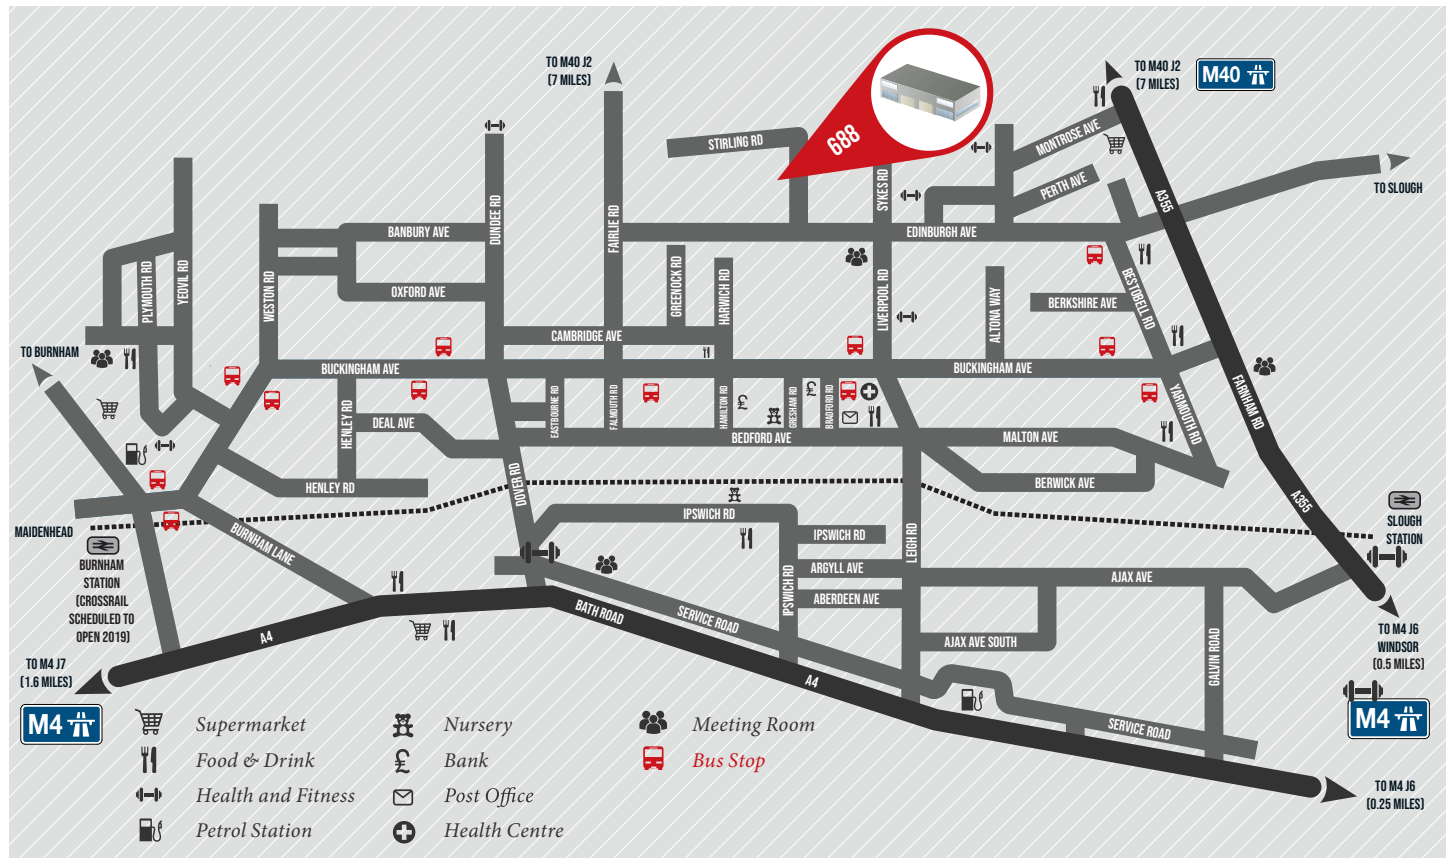 TO M40 J2
(7 MILES)
688
TO M40 J2
(7 MILES)
M40
STIRLING RD
MONTROSE AVE
PERTH AVE
A355
TO SLOUGH
SYKES RD
DUNDEE RD
FAIRLIE RD
BANBURY AVE
EDINBURGH AVE
PLYMOUTH RD
YEOVIL RD
WESTON RD
OXFORD AVE
GREENOCK RD
HARWICH RD
LIVERPOOL RD
ALTONA WAY
BERKSHIRE AVE
BESTOBELL RD
CAMBRIDGE AVE
TO BURNHAM
BUCKINGHAM AVE
BUCKINGHAM AVE
FARNHAM RD
HENLEY RD
DEAL AVE
EASTBOURNE RD
FALMOUTH RD
HAMILTON RD
GRESHAM RD
BRADFORD RD
YARMOUTH RD
BEDFORD AVE
MALTON AVE
HENLEY RD
DOVER RD
BERWICK AVE
A355
MAIDENHEAD
BURNHAM LANE
IPSWICH RD
IPSWICH RD
LEIGH RD
SLOUGH
STATION
BURNHAM
STATION
(CROSSRAIL
SCHEDULED TO
OPEN 2019)
ARGYLL AVE
AJAX AVE
IPSWICH RD
ABERDEEN AVE
BATH ROAD
SERVICE ROAD
A4
AJAX AVE SOUTH
GALVIN ROAD
TO M4 J6
WINDSOR
(0.5 MILES)
TO M4 J7
(1.6 MILES)
A4
M4
M4
SERVICE ROAD
TO M4 J6
(0.25 MILES)
Supermarket
Food & Drink
Health and Fitness
Petrol Station
Nursery
£ Bank
Post Office
Health Centre
Meeting Room
Bus Stop